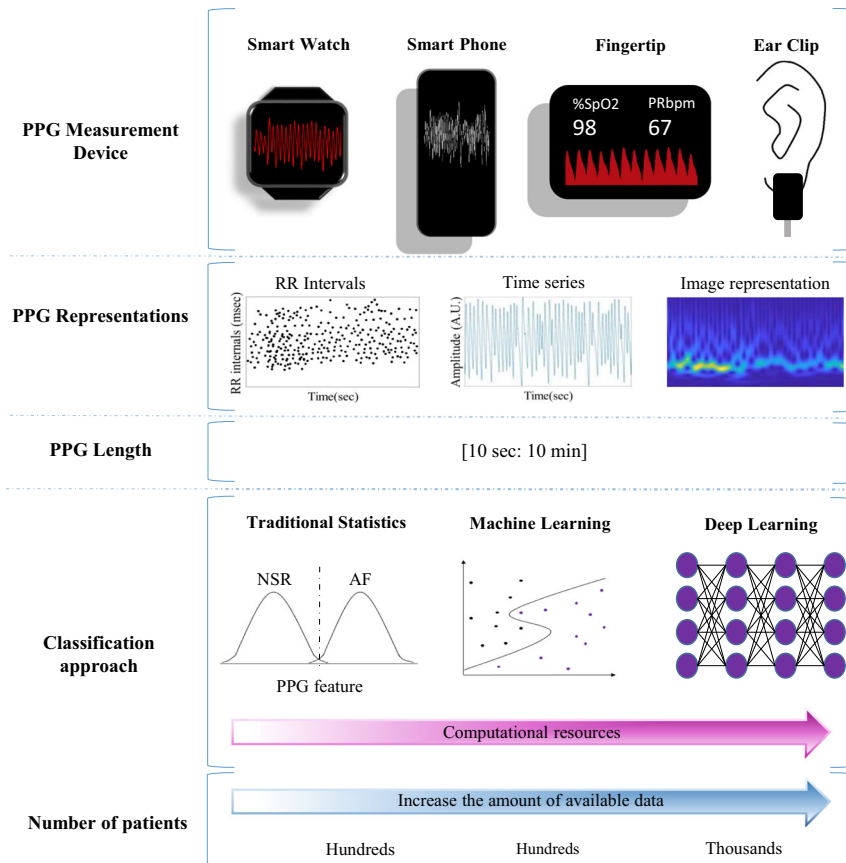 Smart Watch
Smart Phone
Fingertip
Ear Clip
PPG Measurement
Device
%SpO2
PRbpm
98
67
PPG Representations
RR Intervals
Time series
Image representation
RR internals (msec)
Time(sec)
Amplitude (A.U.)
Time(sec)
PPG Length
[10 sec: 10 min]
Classification
approach
Traditional Statistics
Machine Learning
Deep Learning
NSR
AF
PPG feature
Computational resources
Number of patients
Increase the amount of available data
Hundreds
Hundreds
Thousands